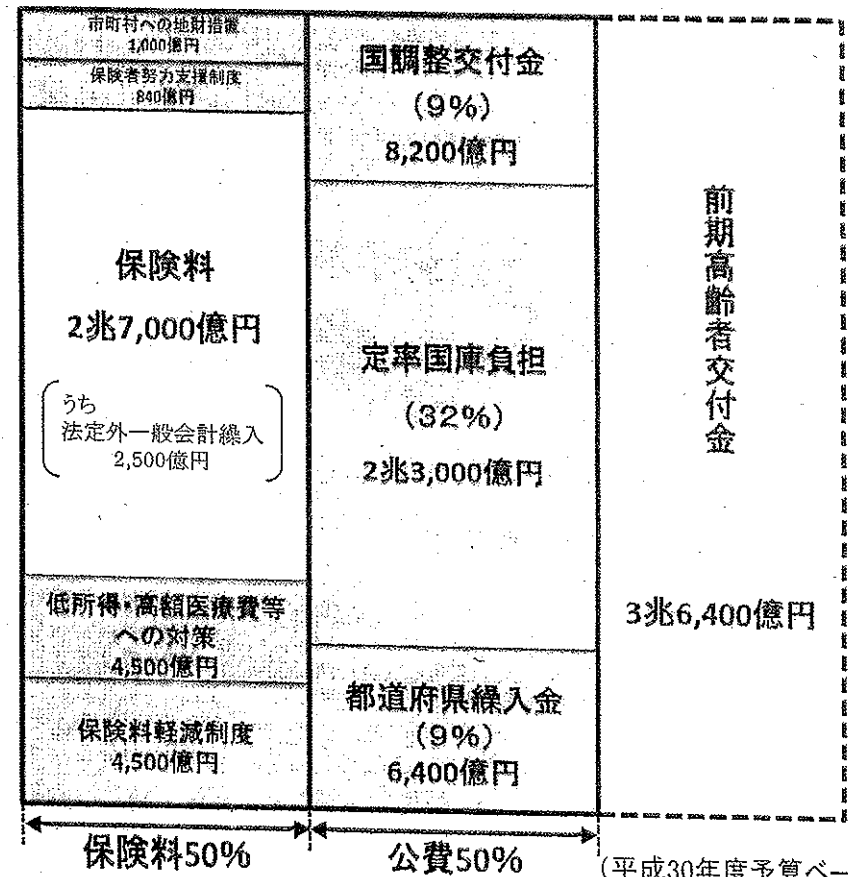 市町村への地財措置
1,000億円
保険者努力支援制度
840億円
保険料
2兆7,000億円
うち
法定外一般会計繰入
2,500億円
低所得・高額医療費等
への対策
4,500億円
保険料軽減制度
4,500億円
国調整交付金
(9%)
8,200億円
定率国庫負担
(32%)
2兆3,000億円
都道府県繰入金
(9%)
6,400億円
前期高齢者交付金
3兆6,400億円
保険料50%
公費50%
(平成30年度予算ベー